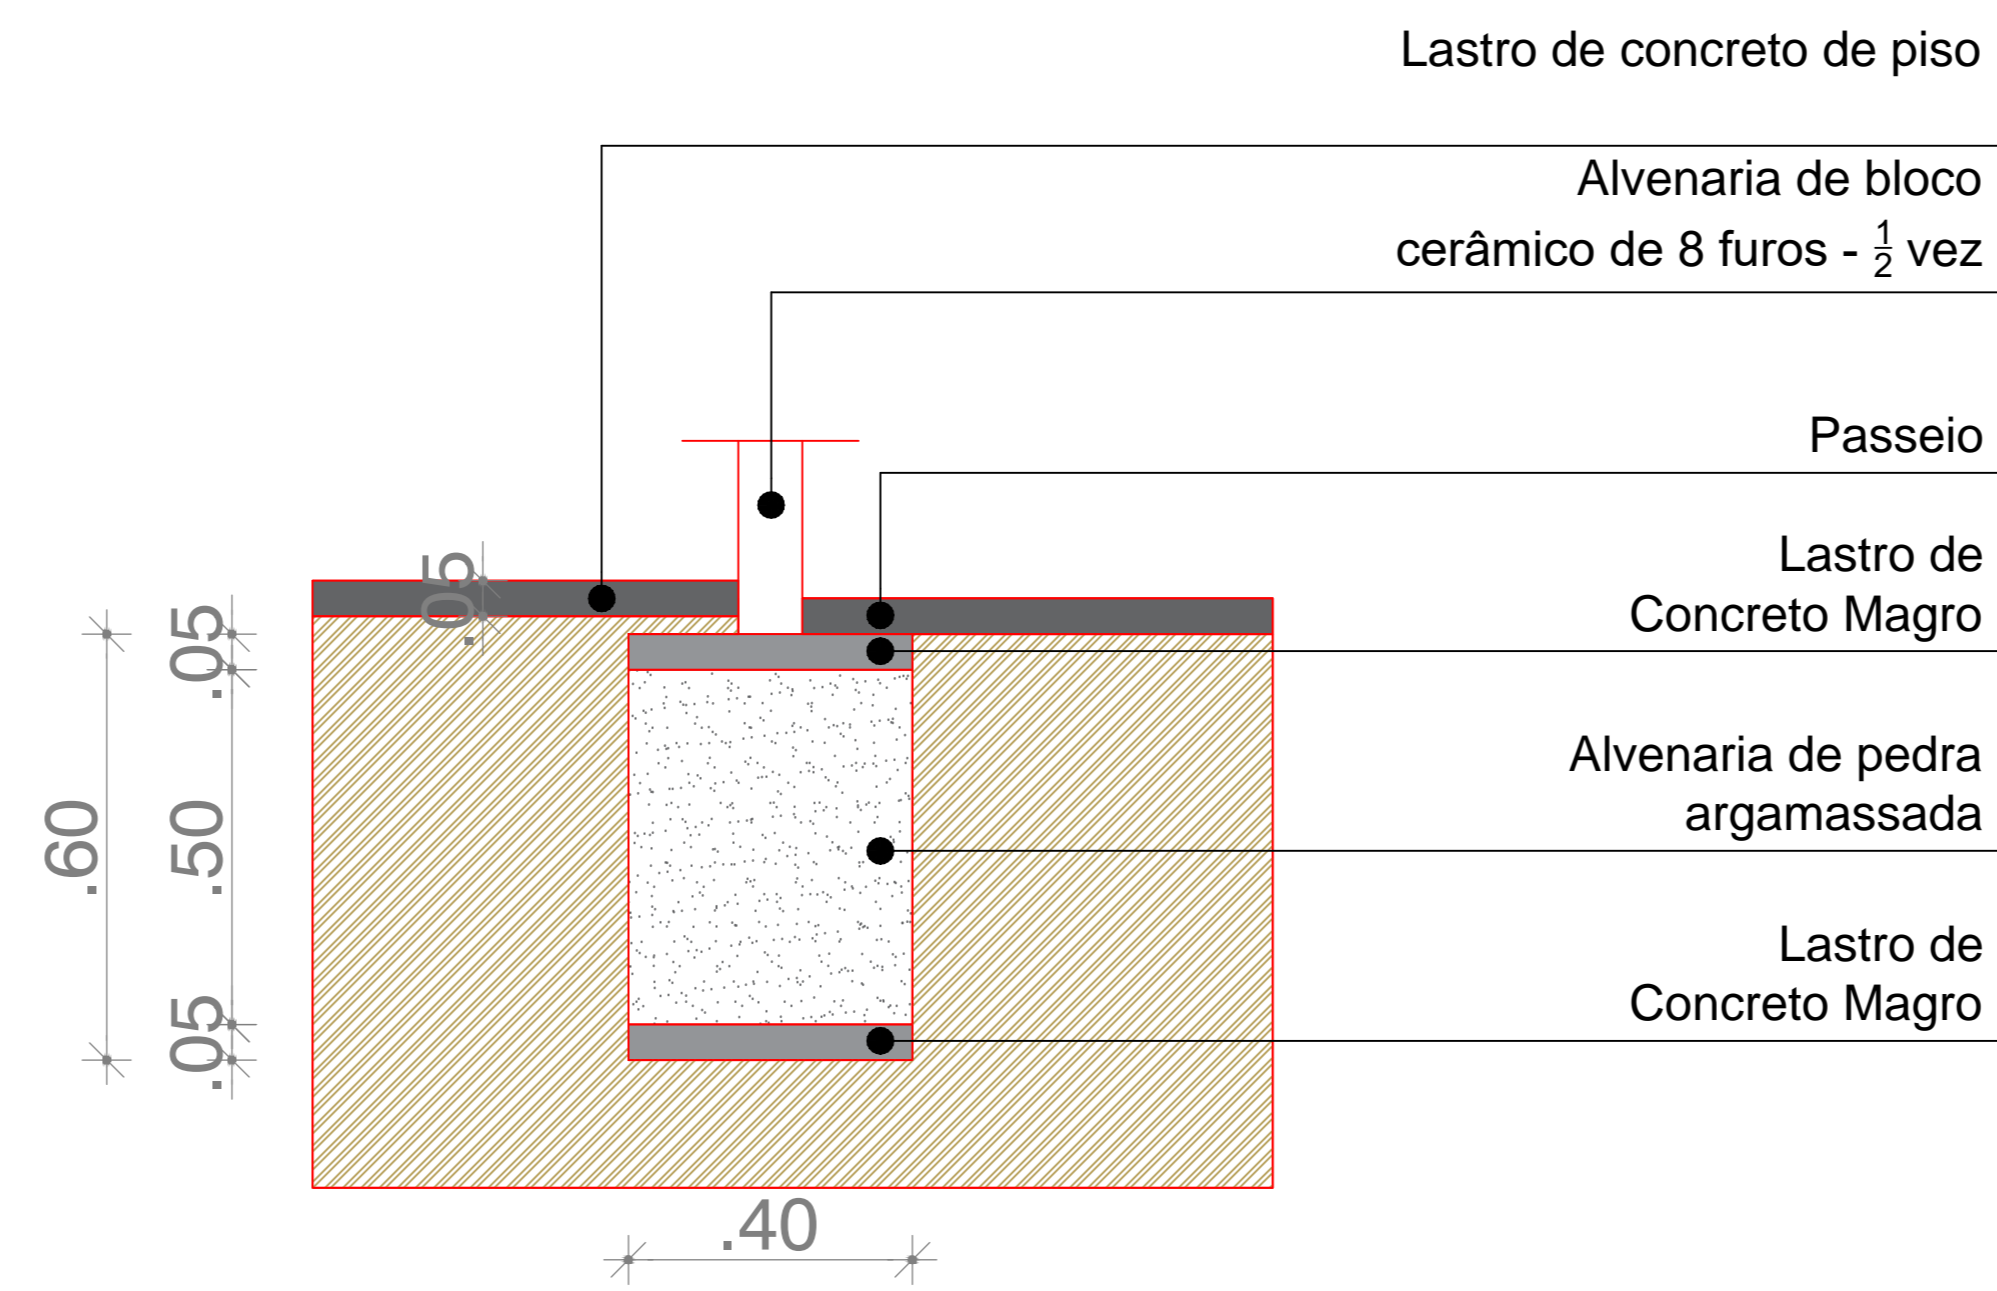 Lastro de concreto de piso
Alvenaria de bloco
cerâmico de 8 furos - ½ vez
Passeio
Lastro de
Concreto Magro
Alvenaria de pedra
argamassada
Lastro de
Concreto Magro
.05
.05
.60
.50
.05
.40